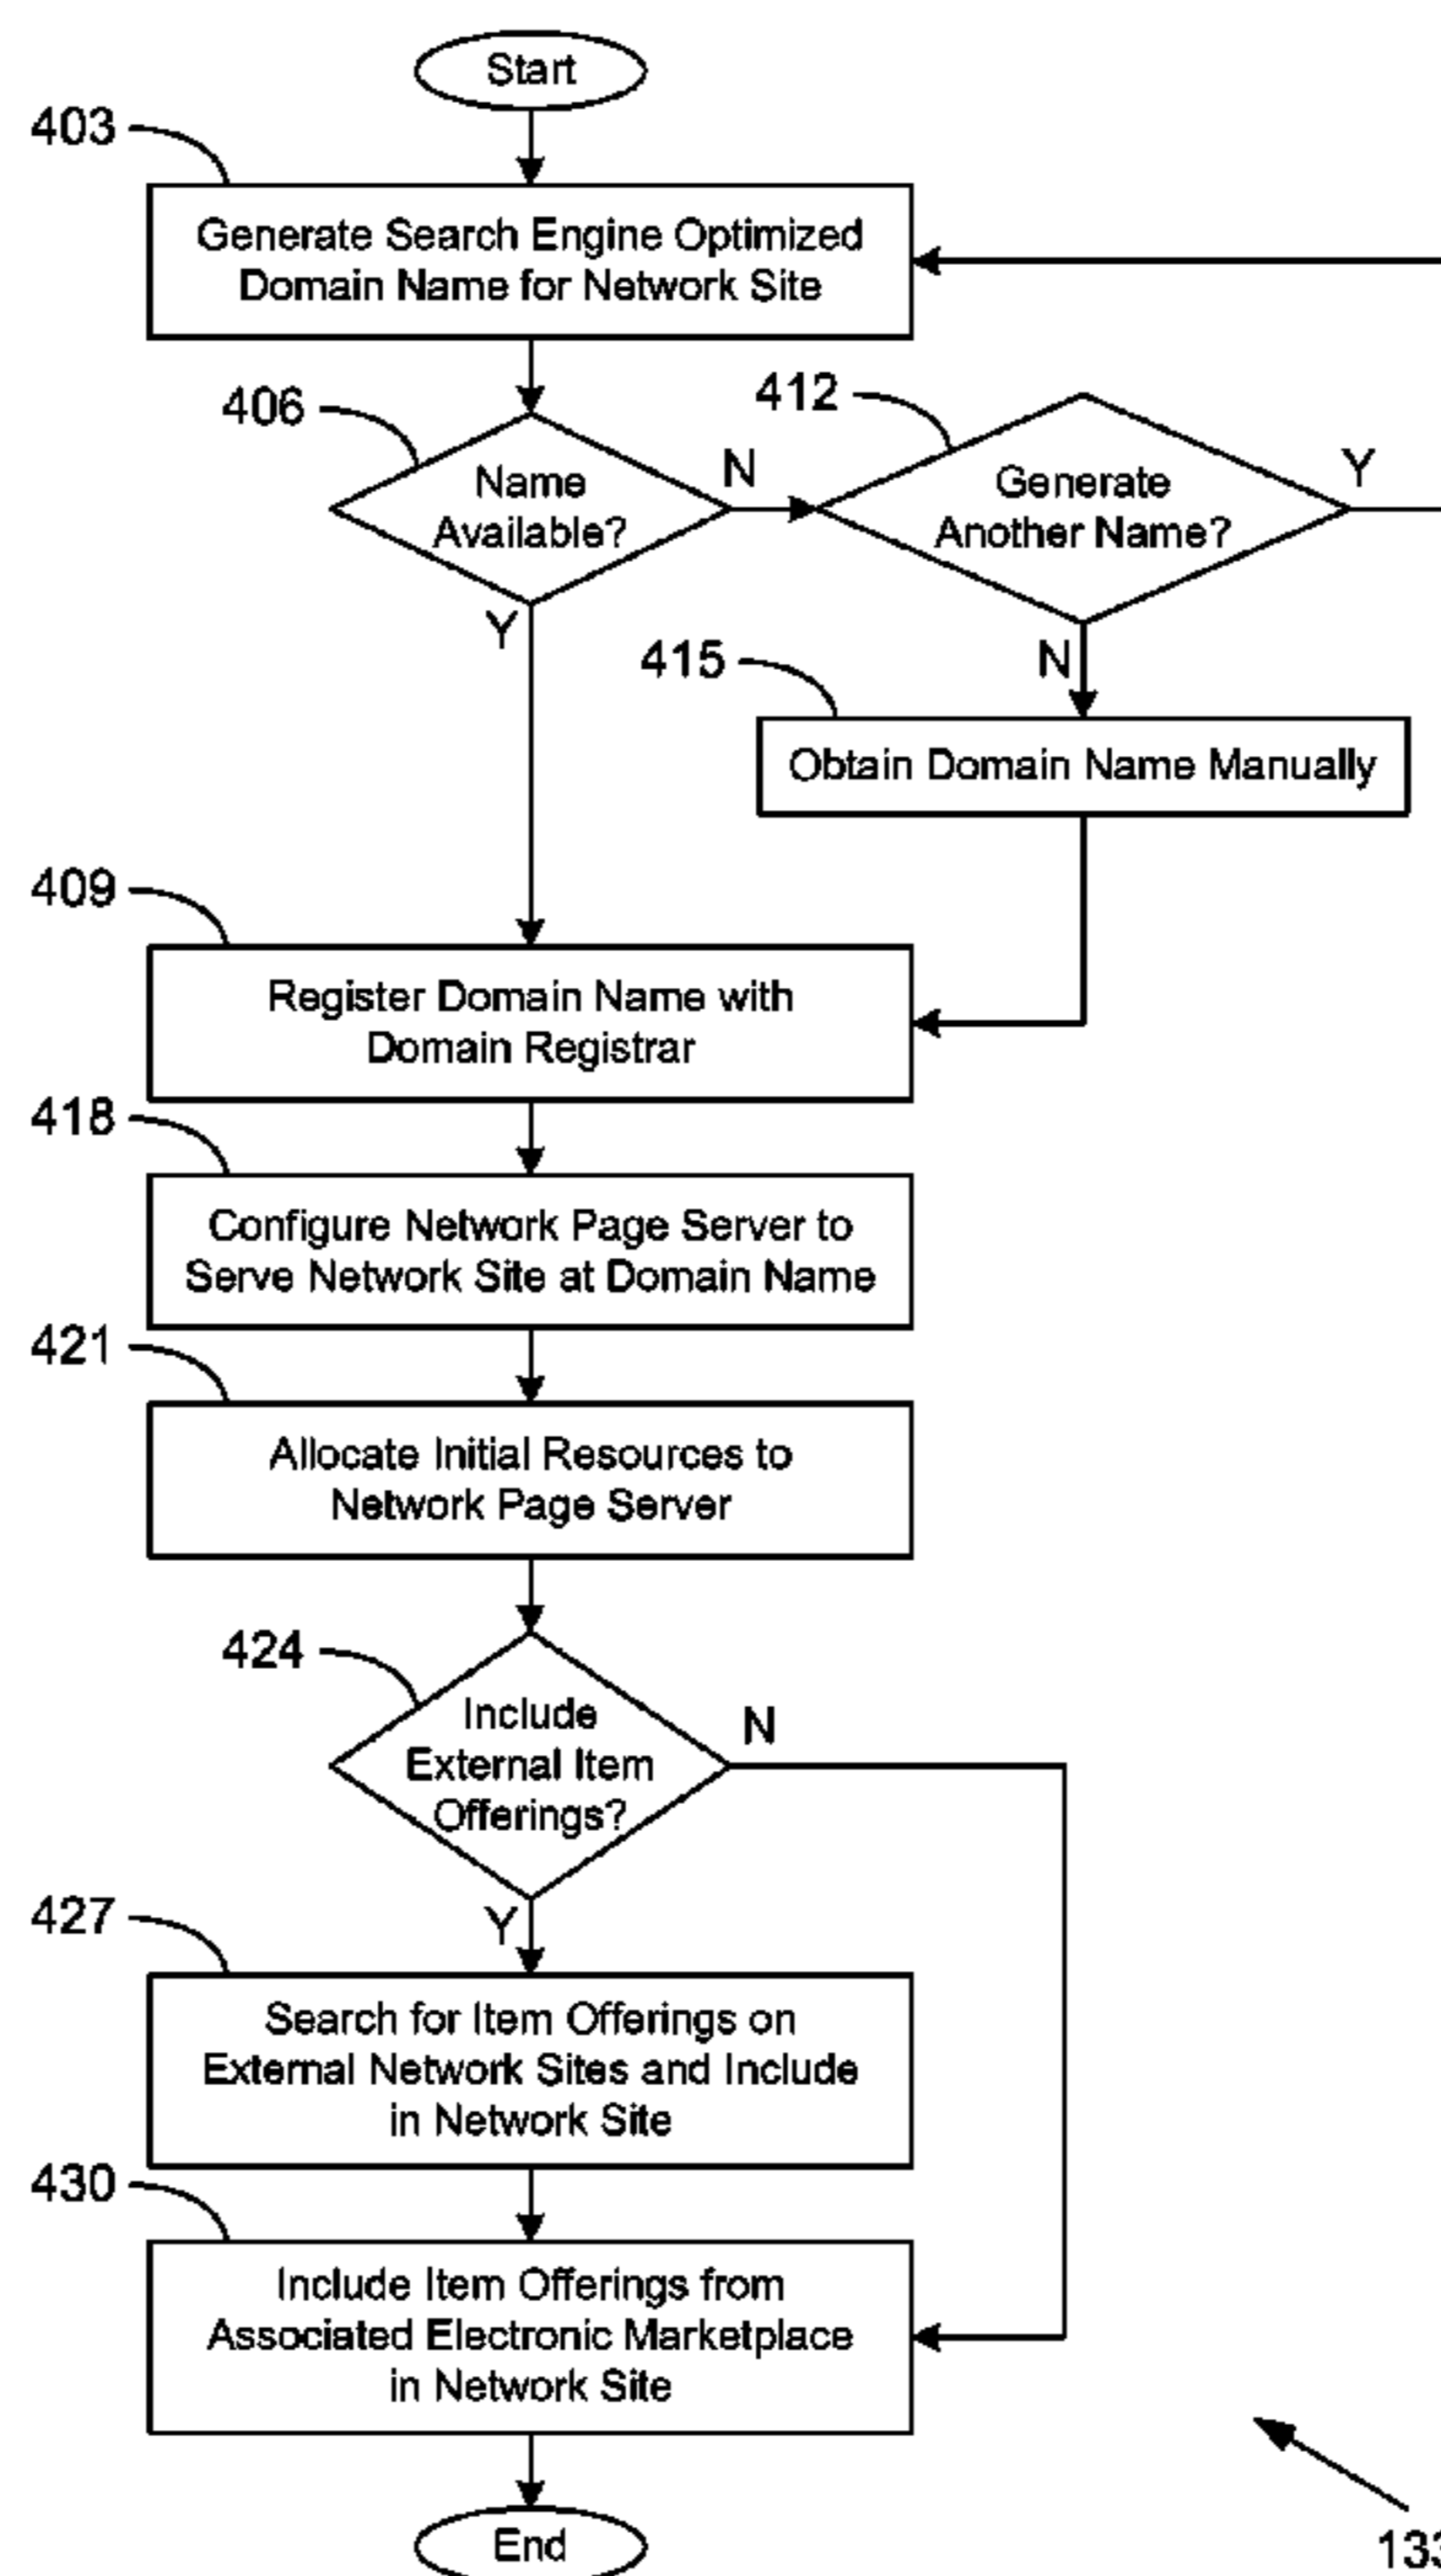 Start
403
Generate Search Engine Optimized
Domain Name for Network Site
406
Name
Available?
N
412
Generate
Another Name?
Y
Y
N
415
Obtain Domain Name Manually
409
Register Domain Name with
Domain Registrar
418
Configure Network Page Server to
Serve Network Site at Domain Name
421
Allocate Initial Resources to
Network Page Server
424
Include
External Item
Offerings?
N
Y
427
Search for Item Offerings on
External Network Sites and Include
in Network Site
430
Include Item Offerings from
Associated Electronic Marketplace
in Network Site
End
133